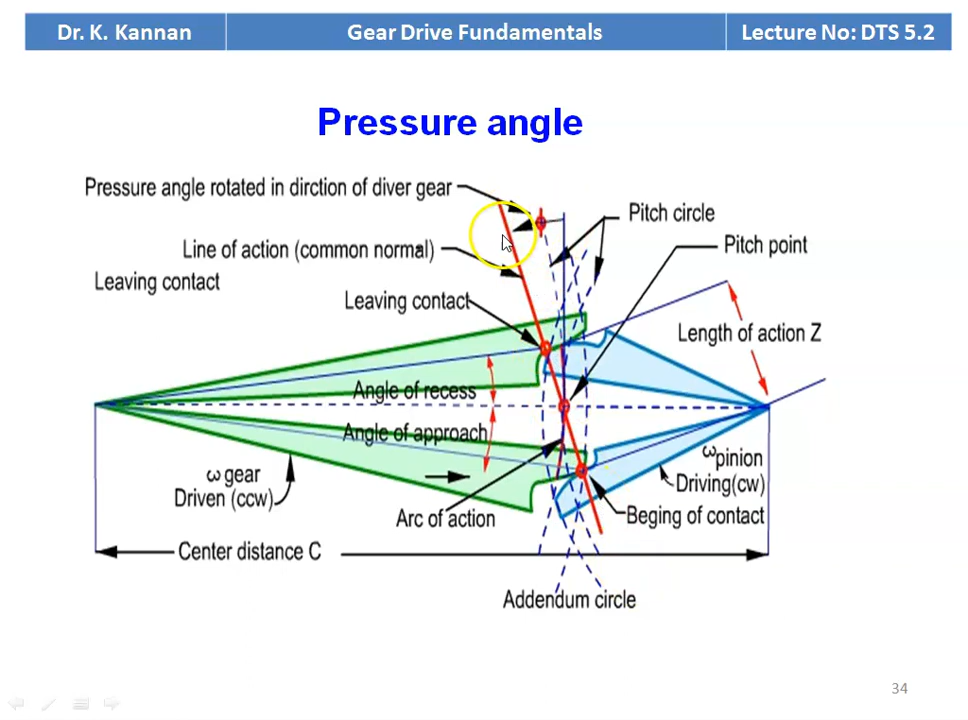 Dr. K. Kannan
Gear Drive Fundamentals
Lecture No: DTS 5.2
Pressure angle
Pressure angle rotated in dirction of diver gear
Pitch circle
Line of action (common normal)
Pitch point
Leaving contact
Leaving contact
Length of action Z
Angle of recess
Angle of approach
ω gear
Driven (ccw)
ωpinion
Driving(cw)
Arc of action
Beging of contact
Center distance C
Addendum circle
34